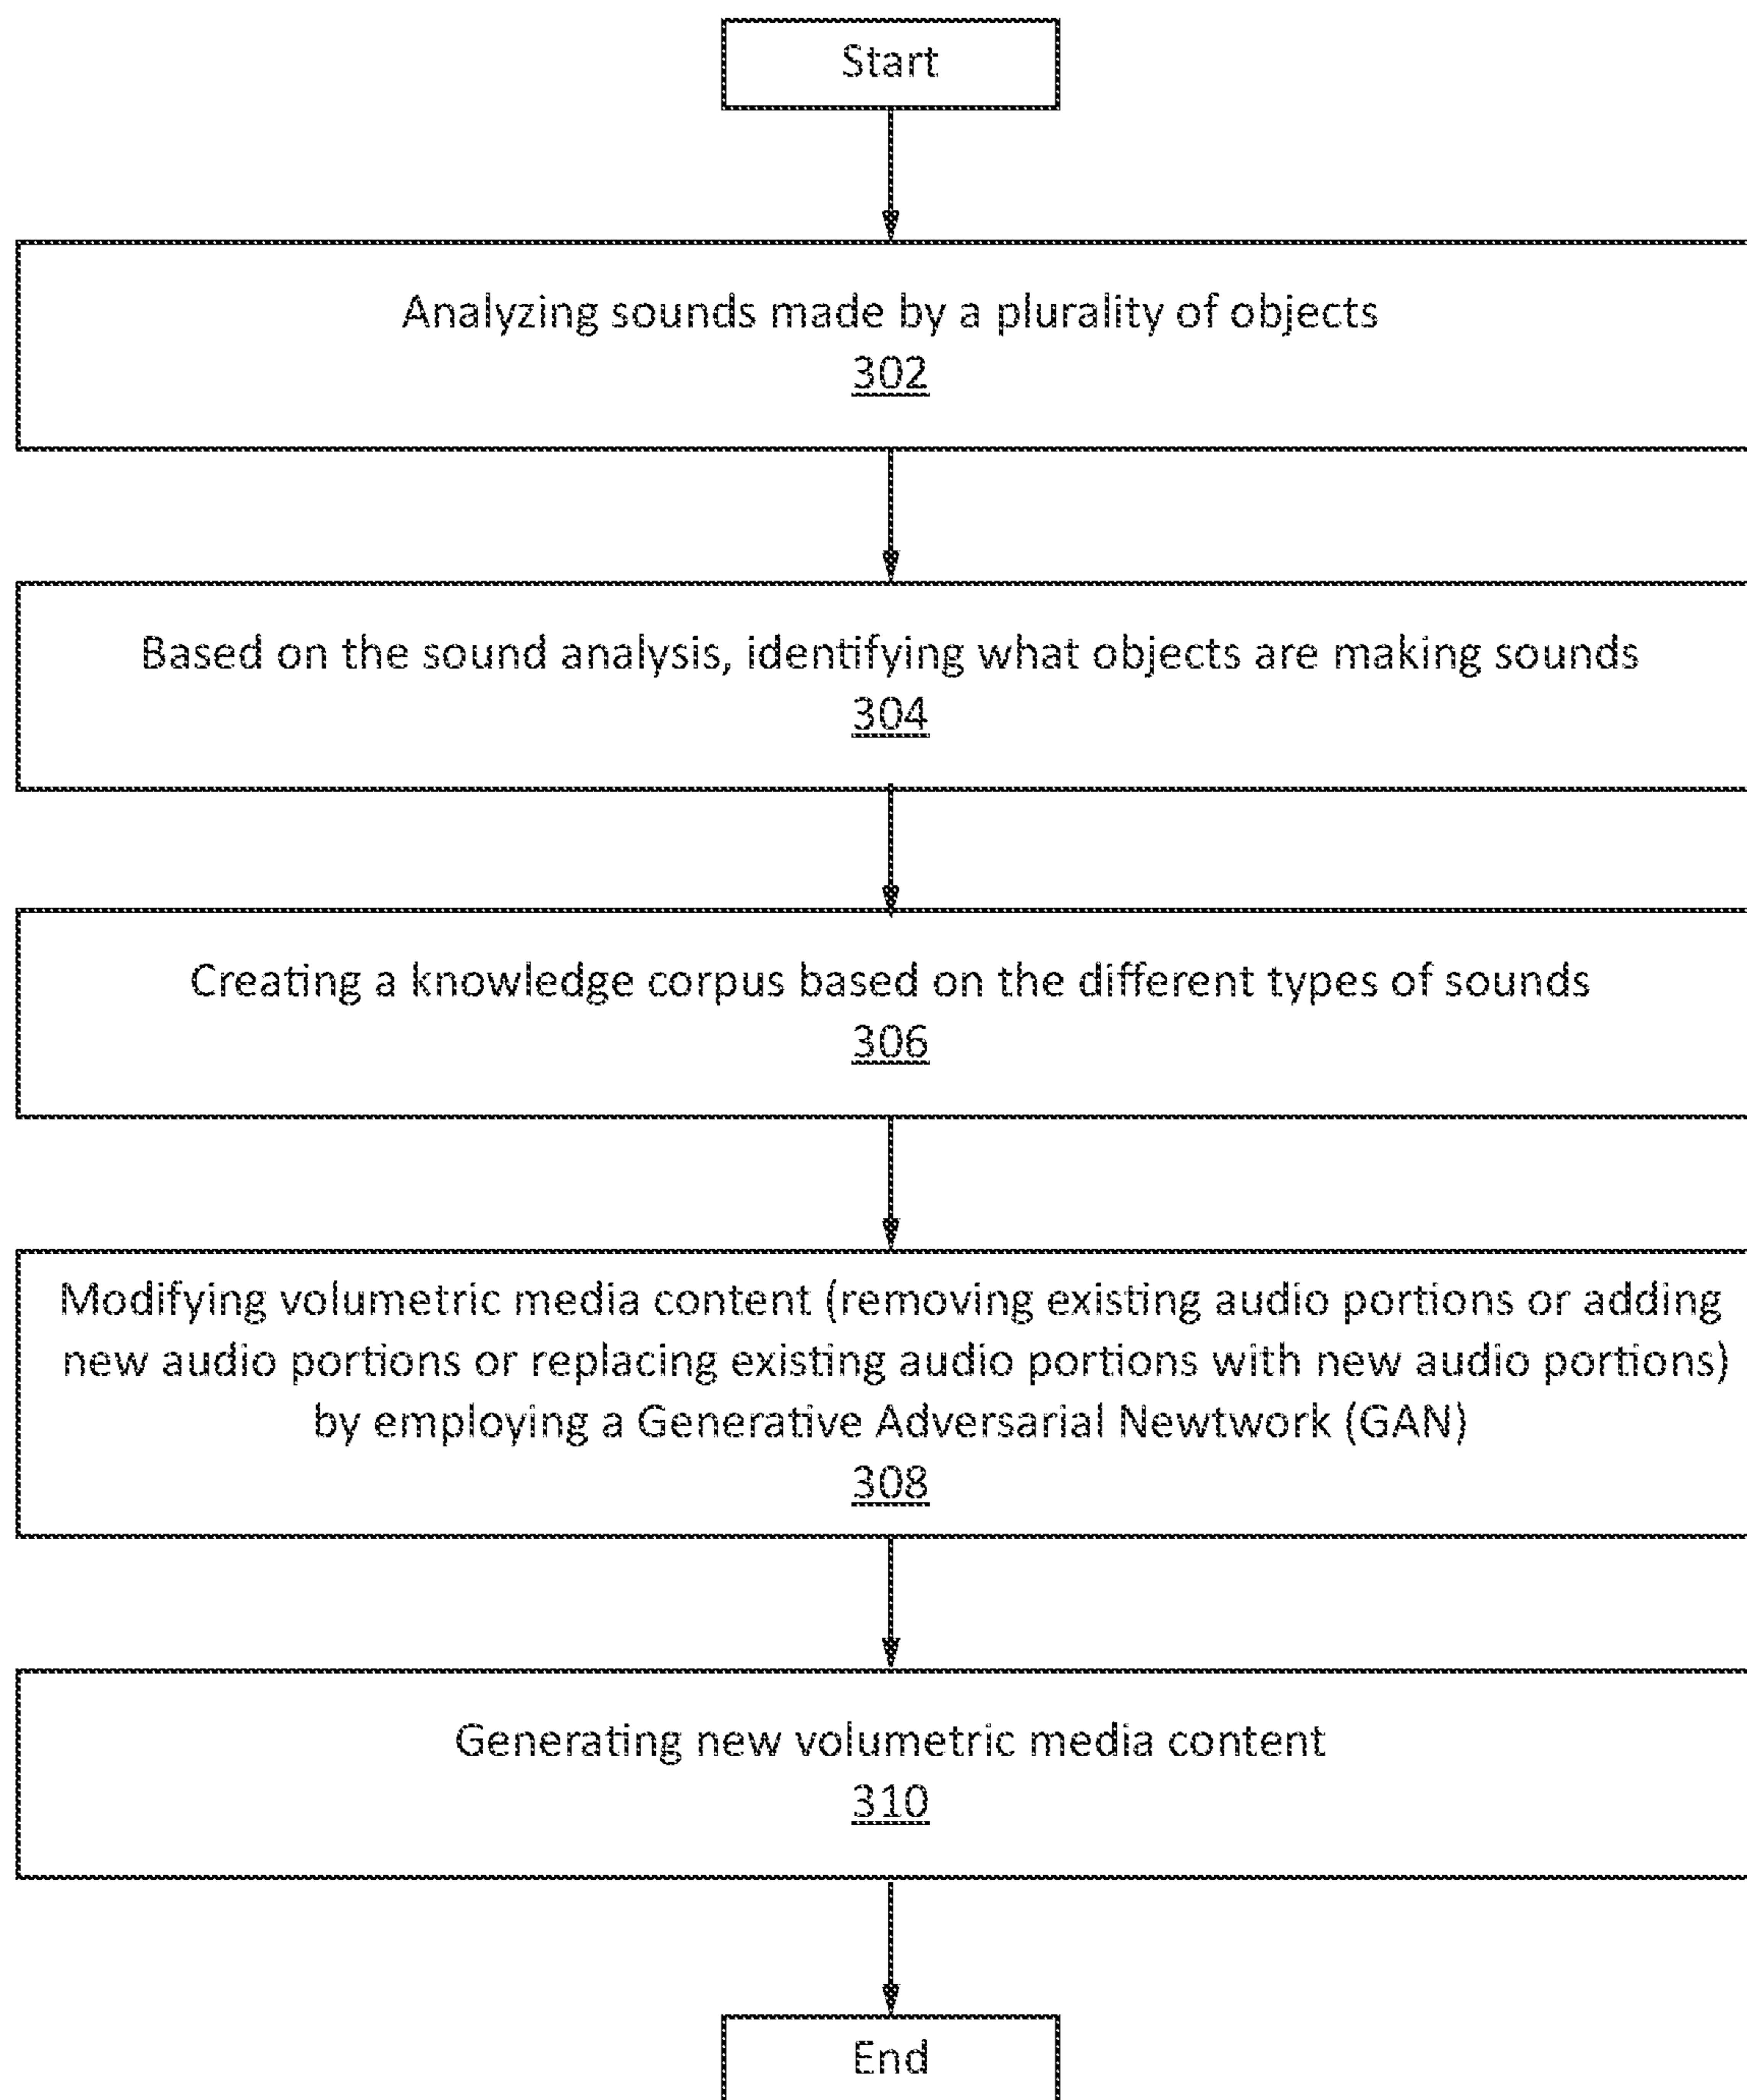 Start
Analyzing sounds made by a plurality of objects
302
Based on the sound analysis, identifying what objects are making sounds
304
Creating a knowledge corpus based on the different types of sounds
306
Modifying volumetric media content (removing existing audio portions or adding
new audio portions or replacing existing audio portions with new audio portions)
by employing a Generative Adversarial Newtwork (GAN)
308
Generating new volumetric media content
310
End